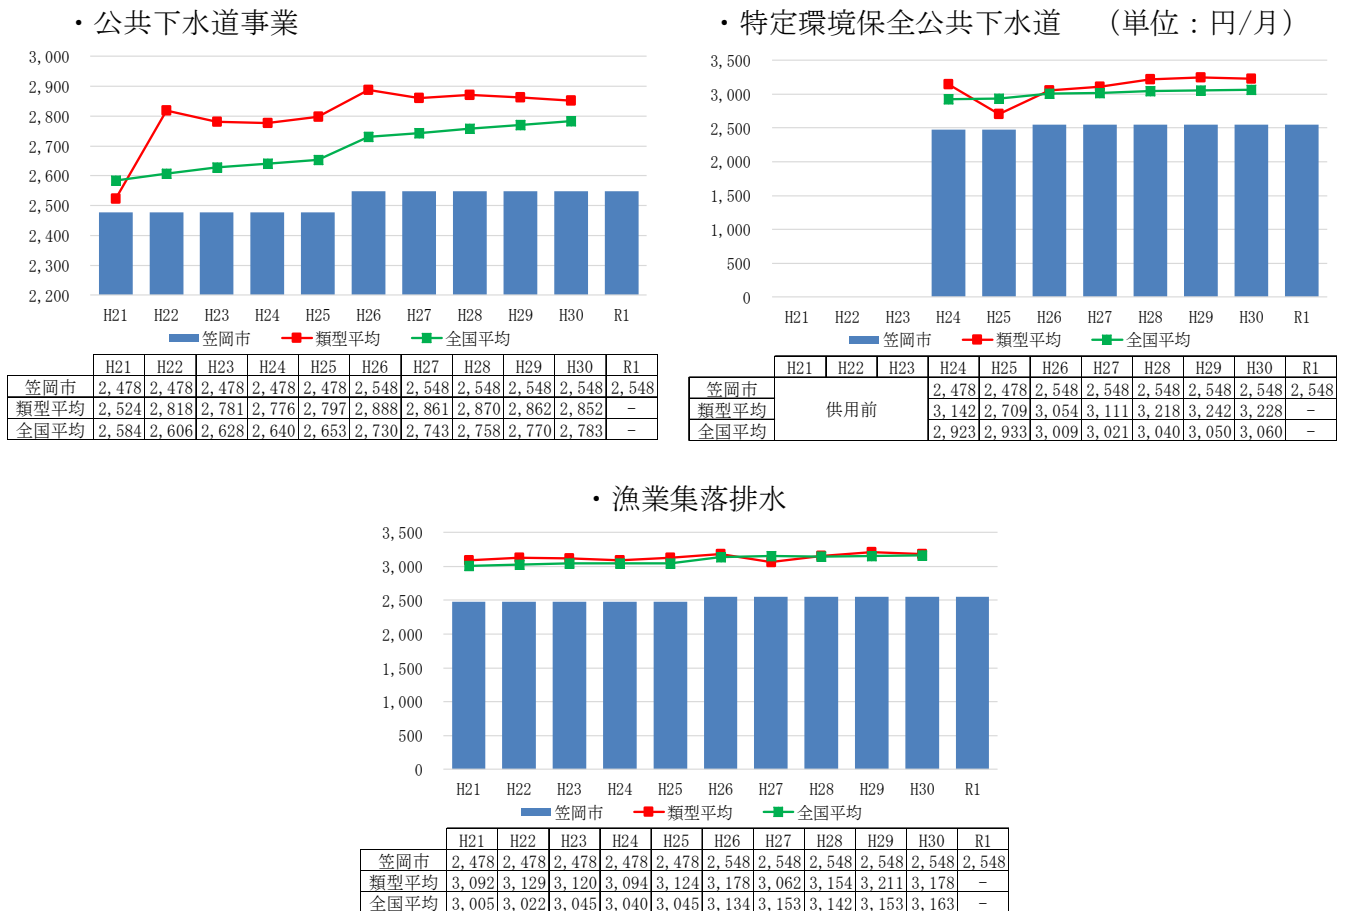 ・公共下水道事業
3,000
2,900
2,800
2,700
2,600
2,500
2,400
2,300
2,200
H21 H22 H23 H24 H25 H26 H27 H28 H29 H30 R1
笠岡市 類型平均 全国平均
H21 H22 H23 H24 H25 H26 H27 H28 H29 H30 R1
笠岡市 2,478 2,478 2,478 2,478 2,478 2,548 2,548 2,548 2,548 2,548 2,548
類型平均 2,524 2,818 2,781 2,776 2,797 2,888 2,861 2,870 2,862 2,852 －
全国平均 2,584 2,606 2,628 2,640 2,653 2,730 2,743 2,758 2,770 2,783 －
・特定環境保全公共下水道 （単位：円/月）
3,500
3,000
2,500
2,000
1,500
1,000
500
0
H21 H22 H23 H24 H25 H26 H27 H28 H29 H30 R1
笠岡市 類型平均 全国平均
H21 H22 H23 H24 H25 H26 H27 H28 H29 H30 R1
笠岡市 2,478 2,478 2,548 2,548 2,548 2,548 2,548 2,548
類型平均 供用前 3,142 2,709 3,054 3,111 3,218 3,242 3,228 －
全国平均 2,923 2,933 3,009 3,021 3,040 3,050 3,060 －
・漁業集落排水
3,500
3,000
2,500
2,000
1,500
1,000
500
0
H21 H22 H23 H24 H25 H26 H27 H28 H29 H30 R1
笠岡市 類型平均 全国平均
H21 H22 H23 H24 H25 H26 H27 H28 H29 H30 R1
笠岡市 2,478 2,478 2,478 2,478 2,478 2,548 2,548 2,548 2,548 2,548 2,548
類型平均 3,092 3,129 3,120 3,094 3,124 3,178 3,062 3,154 3,211 3,178 －
全国平均 3,005 3,022 3,045 3,040 3,045 3,134 3,153 3,142 3,153 3,163 －